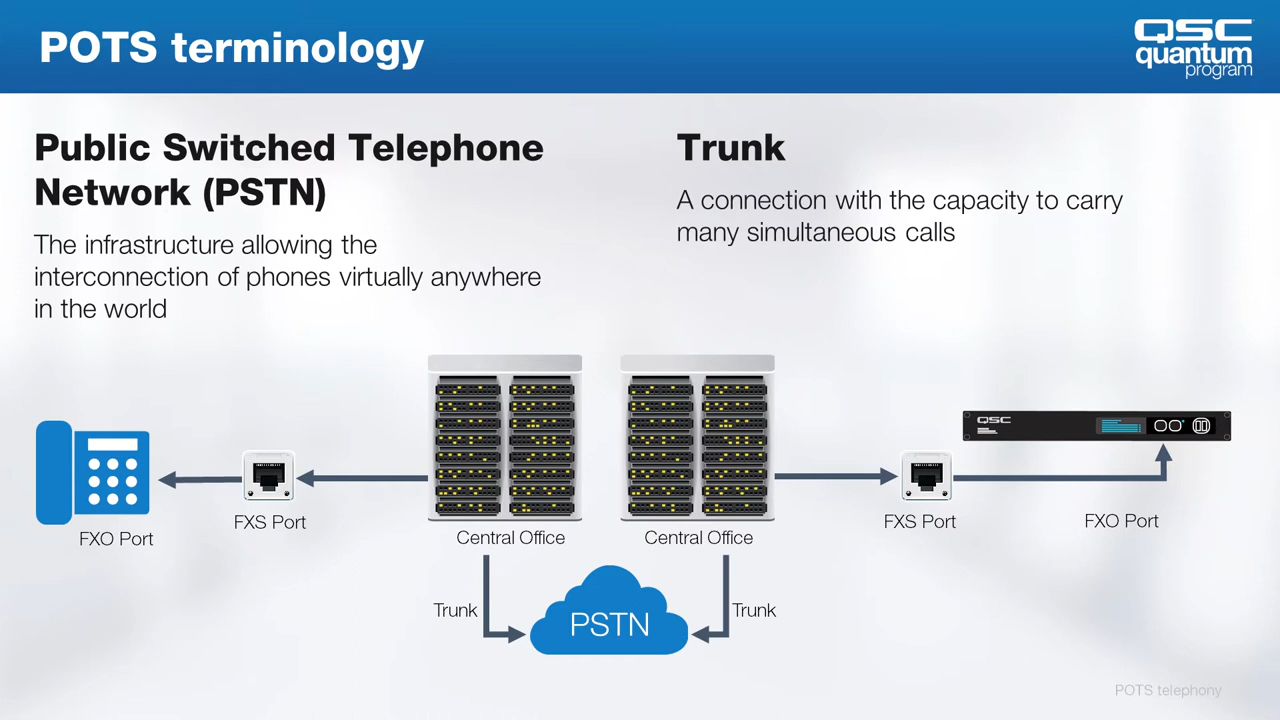 POTS terminology
QSC
quantum
program
Public Switched Telephone
Network (PSTN)
The infrastructure allowing the
interconnection of phones virtually anywhere
in the world
Trunk
A connection with the capacity to carry
many simultaneous calls
QSC
FXO Port
FXS Port
Central Office
Central Office
FXS Port
FXO Port
Trunk
PSTN
Trunk
POTS telephony